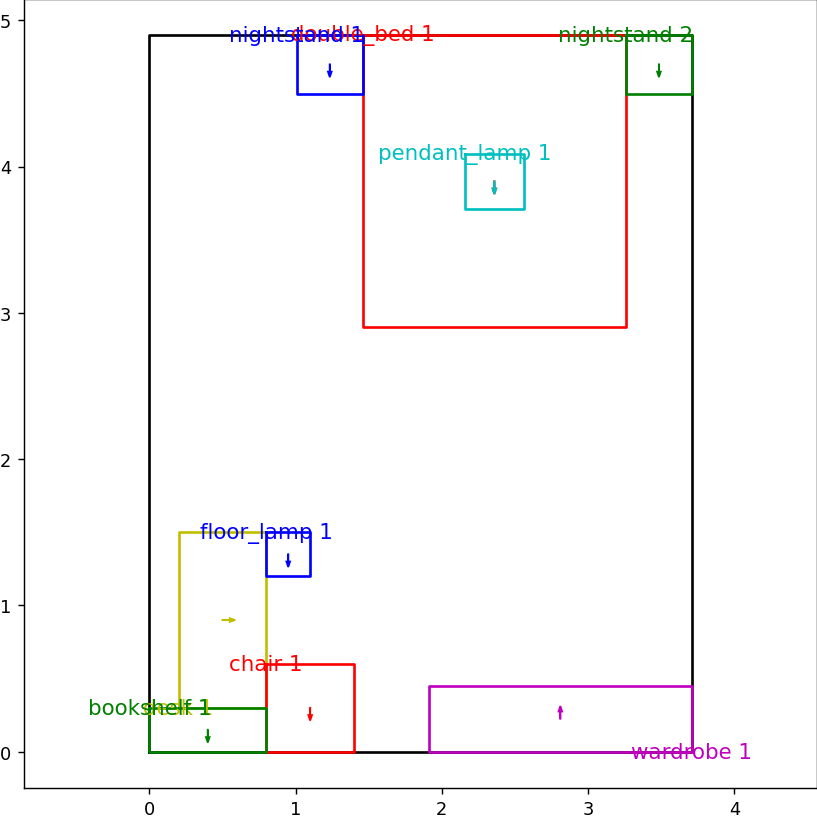 nightstand 1
double_bed 1
nightstand 2
pendant_lamp 1
floor_lamp 1
chair 1
bookshelf 1
wardrobe 1
5
4
3
2
1
0
0 1 2 3 4